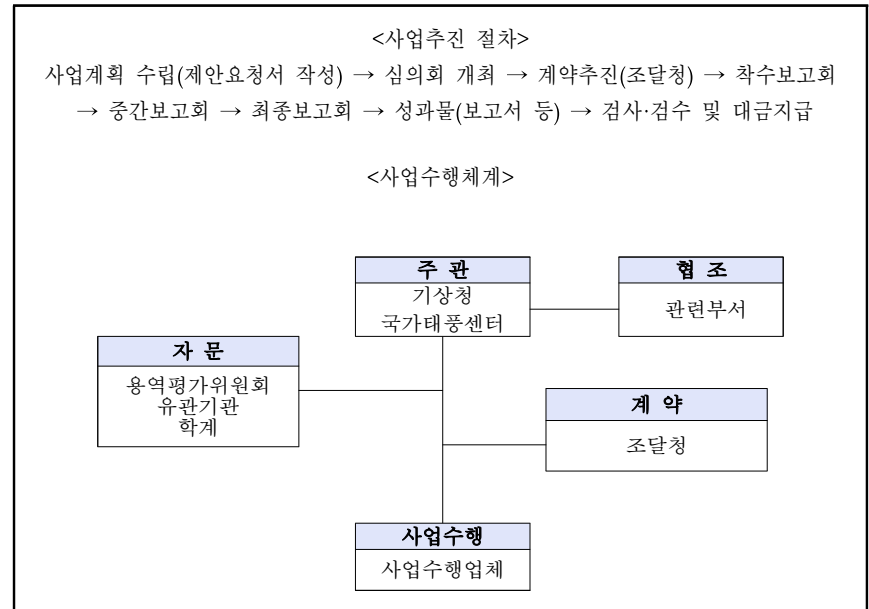 <사업추진 절차>
사업계획 수립(제안요청서 작성) → 심의회 개최 → 계약추진(조달청) → 착수보고회
→ 중간보고회 → 최종보고회 → 성과물(보고서 등) → 검사·검수 및 대금지급
<사업수행체계>
주 관
기상청
국가태풍센터
협 조
관련부서
자 문
용역평가위원회
유관기관
학계
계 약
조달청
사업수행
사업수행업체